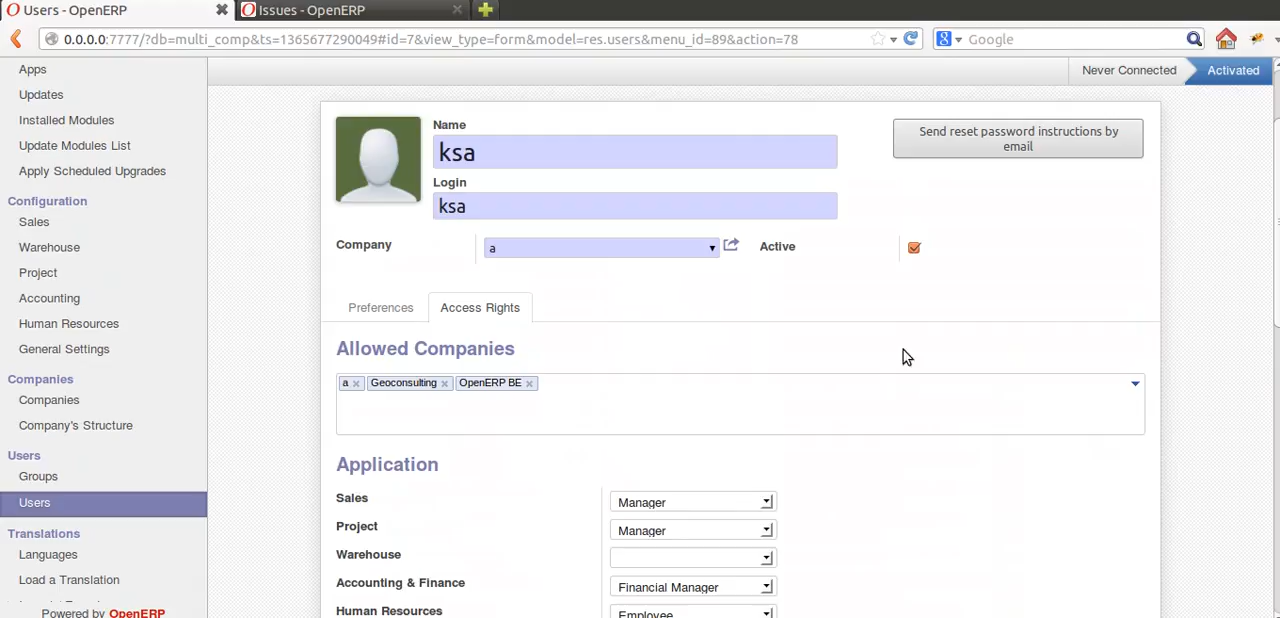 Users - OpenERP
Issues - OpenERP
0.0.0.0:7777/?db=multi_comp&ts=1365677290049#id=7&view_type=form&model=res.users&menu_id=89&action=78
Google
Apps
Updates
Installed Modules
Update Modules List
Apply Scheduled Upgrades
Configuration
Sales
Warehouse
Project
Accounting
Human Resources
General Settings
Companies
Companies
Company's Structure
Users
Groups
Users
Translations
Languages
Load a Translation
Powered by OpenERP
Never Connected
Activated
Name
ksa
Send reset password instructions by
email
Login
ksa
Company
a
Active
Preferences
Access Rights
Allowed Companies
a
Geoconsulting
OpenERP BE
Application
Sales
Manager
Project
Manager
Warehouse
Accounting & Finance
Financial Manager
Human Resources
Employee